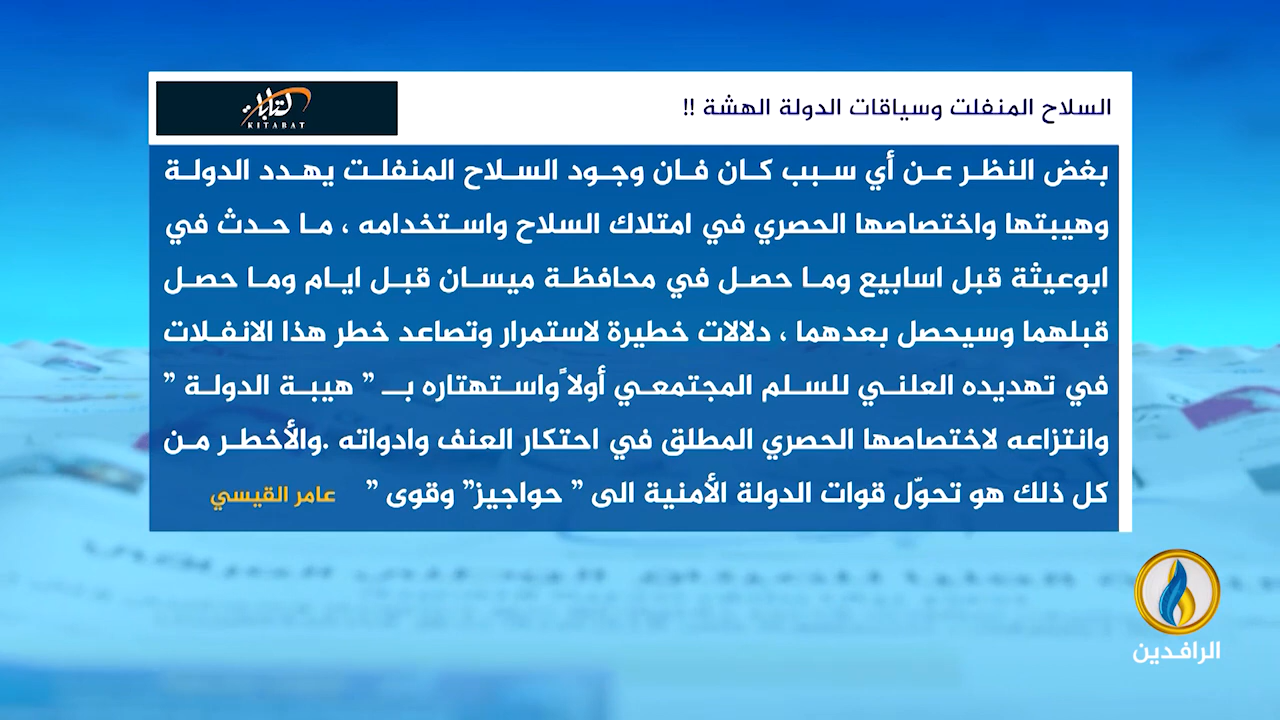 السلاح المنفلت وسياقات الدولة الهشة !!
كتابات
KITABAT
بغض النظر عن أي سبب كان فان وجود السلاح المنفلت يهدد الدولة
وهيبتها واختصاصها الحصري في امتلاك السلاح واستخدامه ، ما حدث في
ابوعيثة قبل اسابيع وما حصل في محافظة ميسان قبل ايام وما حصل
قبلهما وسيحصل بعدهما ، دلالات خطيرة لاستمرار وتصاعد خطر هذا الانفلات
في تهديده العلني للسلم المجتمعي أولاً واستهتاره بـ ” هيبة الدولة ”
وانتزاعه لاختصاصها الحصري المطلق في احتكار العنف وادواته .والأخطر من
كل ذلك هو تحوّل قوات الدولة الأمنية الى ” حواجيز” وقوى ”
عامر القيسي
الرافدين